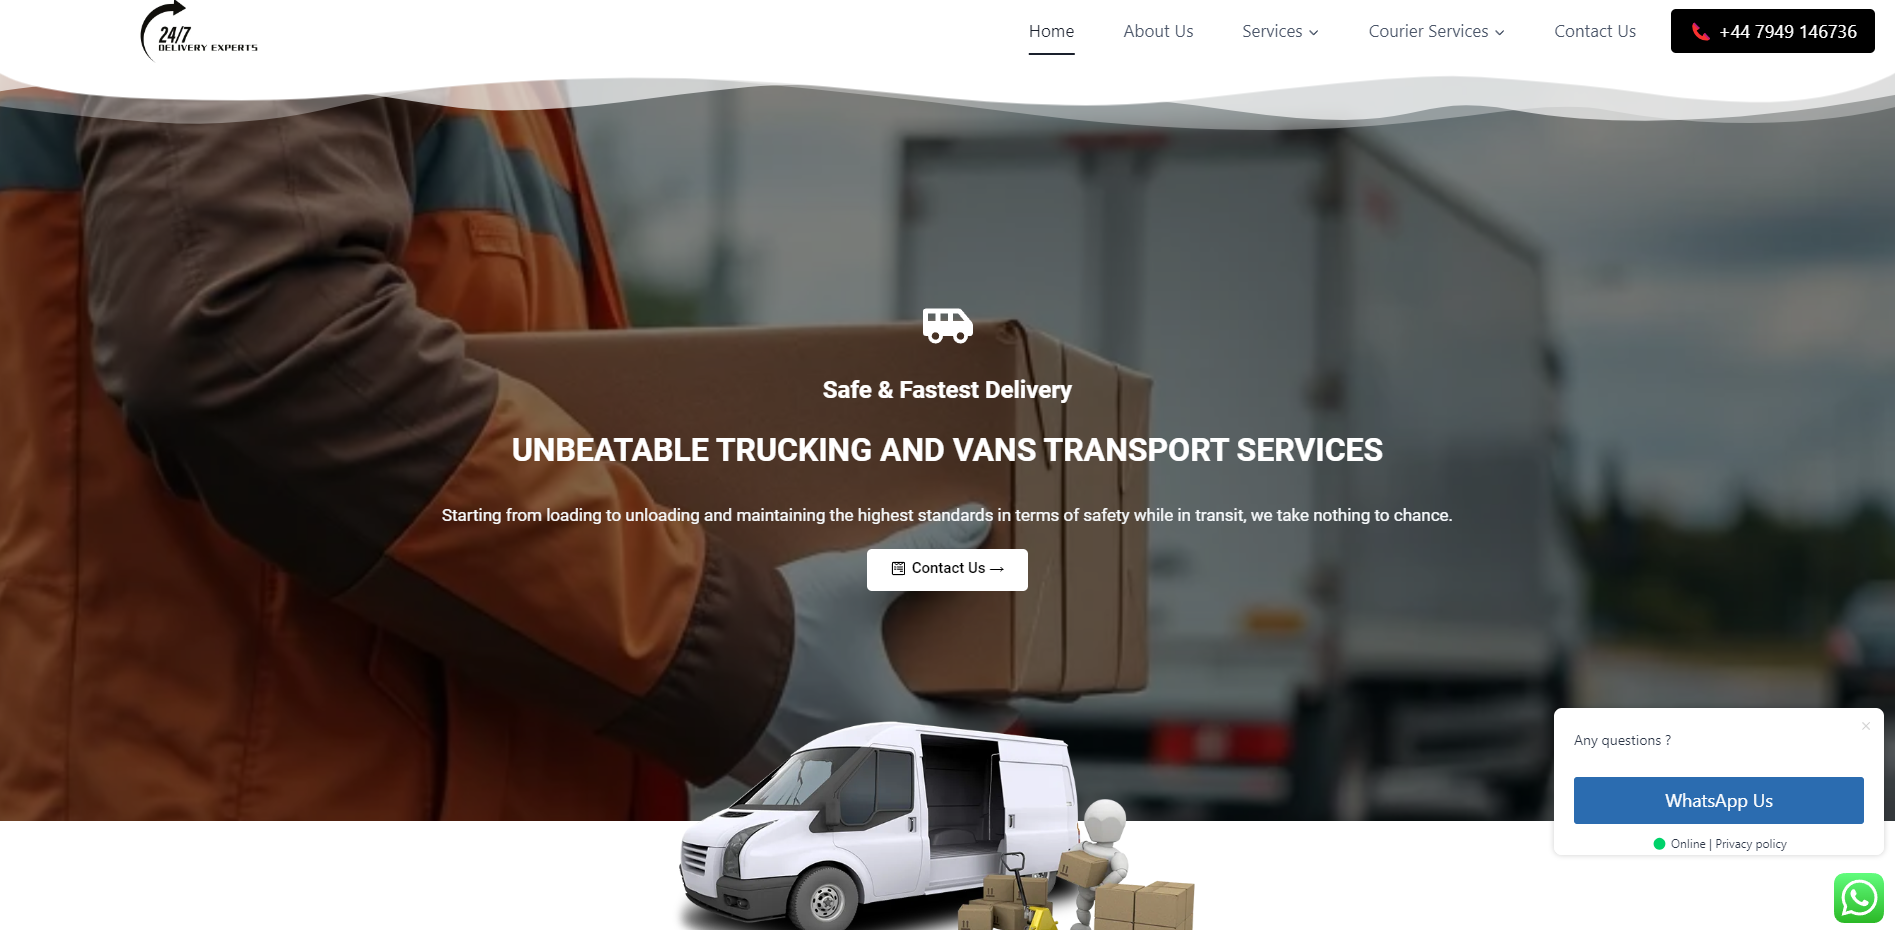 24/7
DELIVERY EXPERTS
Home
About Us
Services
Courier Services
Contact Us
+44 7949 146736
Safe & Fastest Delivery
UNBEATABLE TRUCKING AND VANS TRANSPORT SERVICES
Starting from loading to unloading and maintaining the highest standards in terms of safety while in transit, we take nothing to chance.
Contact Us →
Any questions ?
WhatsApp Us
Online | Privacy policy